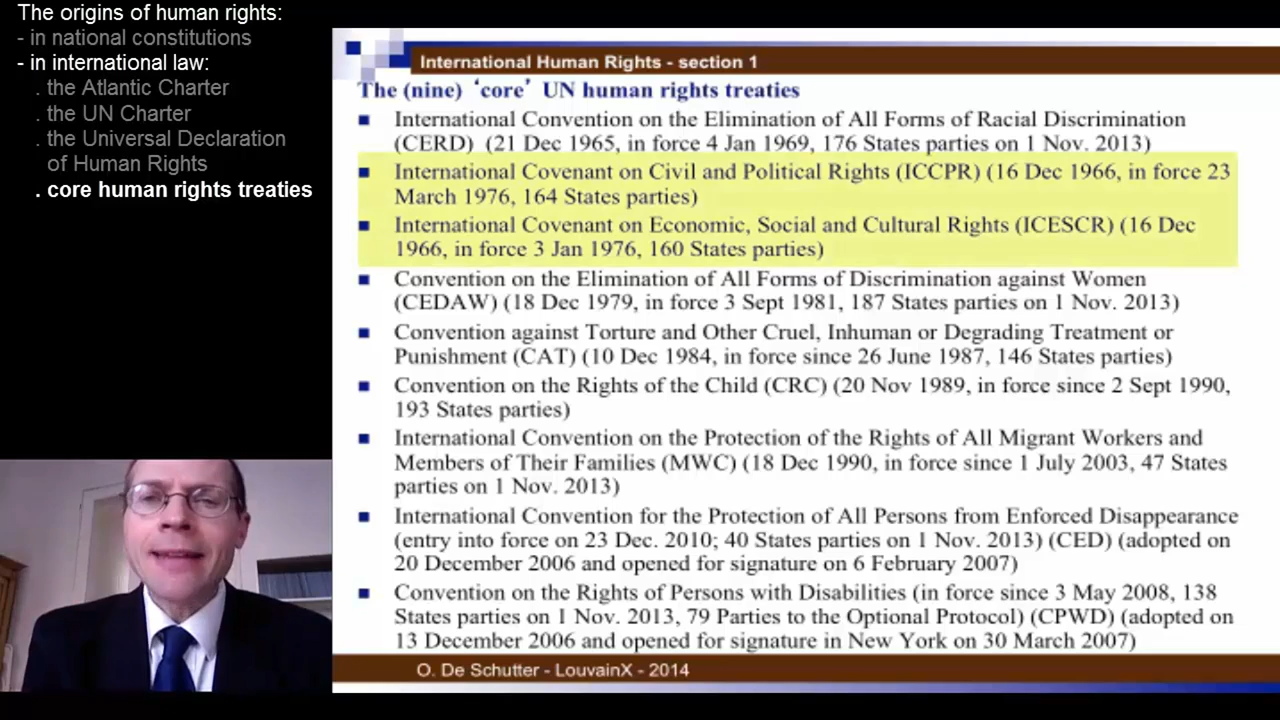 The origins of human rights:
- in national constitutions
- in international law:
. the Atlantic Charter
. the UN Charter
. the Universal Declaration
of Human Rights
. core human rights treaties
International Human Rights - section 1
The (nine) ‘core’ UN human rights treaties
International Convention on the Elimination of All Forms of Racial Discrimination
(CERD) (21 Dec 1965, in force 4 Jan 1969, 176 States parties on 1 Nov. 2013)
International Covenant on Civil and Political Rights (ICCPR) (16 Dec 1966, in force 23
March 1976, 164 States parties)
International Covenant on Economic, Social and Cultural Rights (ICESCR) (16 Dec
1966, in force 3 Jan 1976, 160 States parties)
Convention on the Elimination of All Forms of Discrimination against Women
(CEDAW) (18 Dec 1979, in force 3 Sept 1981, 187 States parties on 1 Nov. 2013)
Convention against Torture and Other Cruel, Inhuman or Degrading Treatment or
Punishment (CAT) (10 Dec 1984, in force since 26 June 1987, 146 States parties)
Convention on the Rights of the Child (CRC) (20 Nov 1989, in force since 2 Sept 1990,
193 States parties)
International Convention on the Protection of the Rights of All Migrant Workers and
Members of Their Families (MWC) (18 Dec 1990, in force since 1 July 2003, 47 States
parties on 1 Nov. 2013)
International Convention for the Protection of All Persons from Enforced Disappearance
(entry into force on 23 Dec. 2010; 40 States parties on 1 Nov. 2013) (CED) (adopted on
20 December 2006 and opened for signature on 6 February 2007)
Convention on the Rights of Persons with Disabilities (in force since 3 May 2008, 138
States parties on 1 Nov. 2013, 79 Parties to the Optional Protocol) (CPWD) (adopted on
13 December 2006 and opened for signature in New York on 30 March 2007)
O. De Schutter - LouvainX - 2014